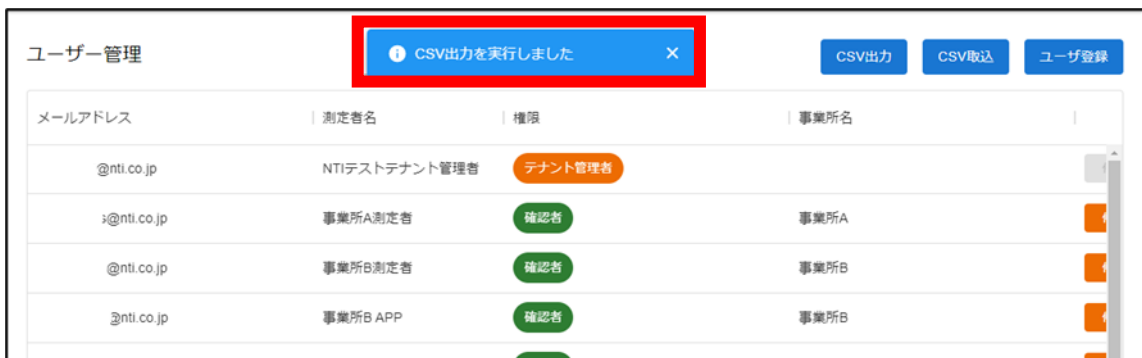 ユーザー管理
CSV出力を実行しました
CSV出力 CSV取込 ユーザ登録
メールアドレス 測定者名 権限 事業所名
@nti.co.jp NTIテストテナント管理者 テナント管理者
s@nti.co.jp 事業所A測定者 確認者 事業所A
@nti.co.jp 事業所B測定者 確認者 事業所B
@nti.co.jp 事業所B APP 確認者 事業所B